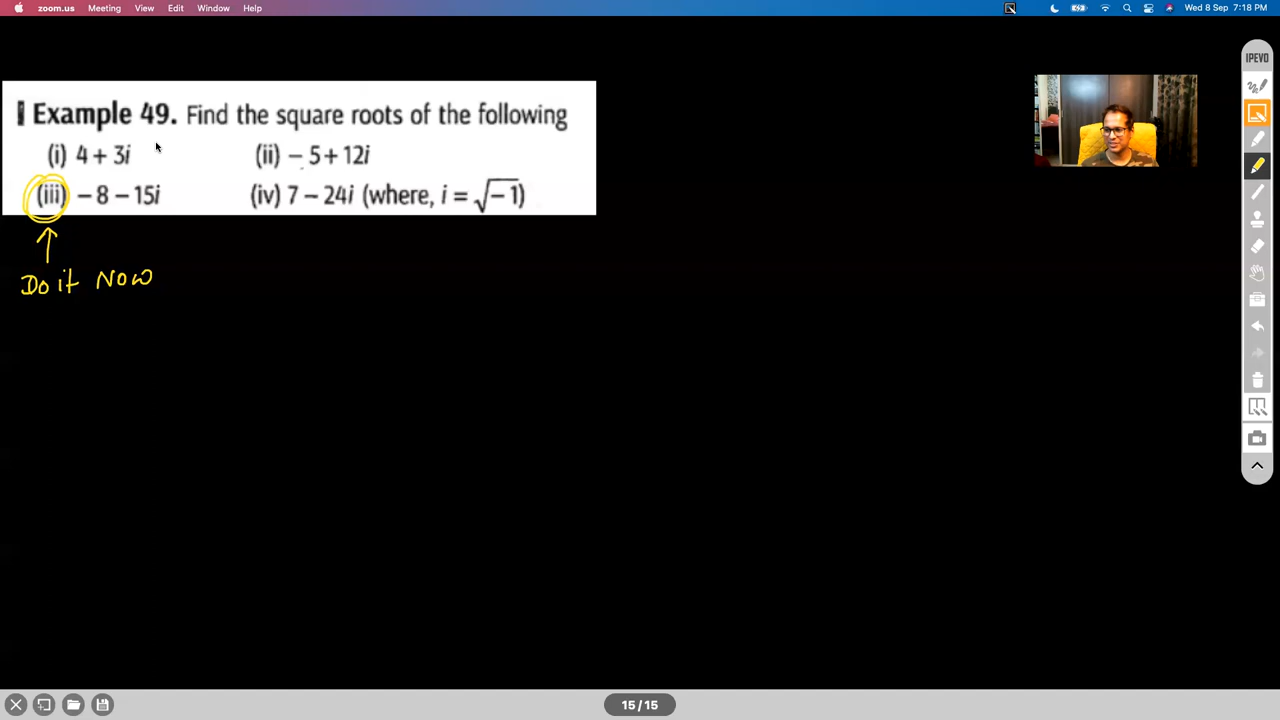 zoom.us Meeting View Edit Window Help Wed 8 Sep 7:18 PM
IPEVO
Example 49. Find the square roots of the following
(i) 4 + 3i (ii) – 5 + 12i
(iii) – 8 – 15i (iv) 7 – 24i (where, i = √–1)
Do it Now
15 / 15